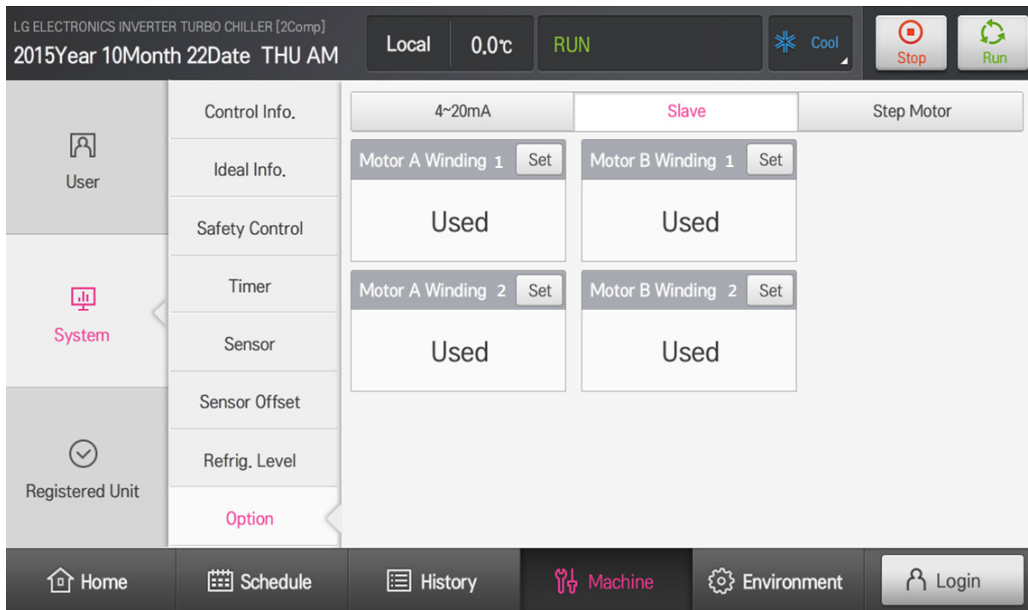 LG ELECTRONICS INVERTER TURBO CHILLER [2Comp]
2015Year 10Month 22Date THU AM
Local 0.0℃ RUN Cool
Stop Run
User
System
Registered Unit
Control Info.
Ideal Info.
Safety Control
Timer
Sensor
Sensor Offset
Refrig. Level
Option
4~20mA Slave Step Motor
Motor A Winding 1 Set Motor B Winding 1 Set
Used Used
Motor A Winding 2 Set Motor B Winding 2 Set
Used Used
Home Schedule History Machine Environment Login